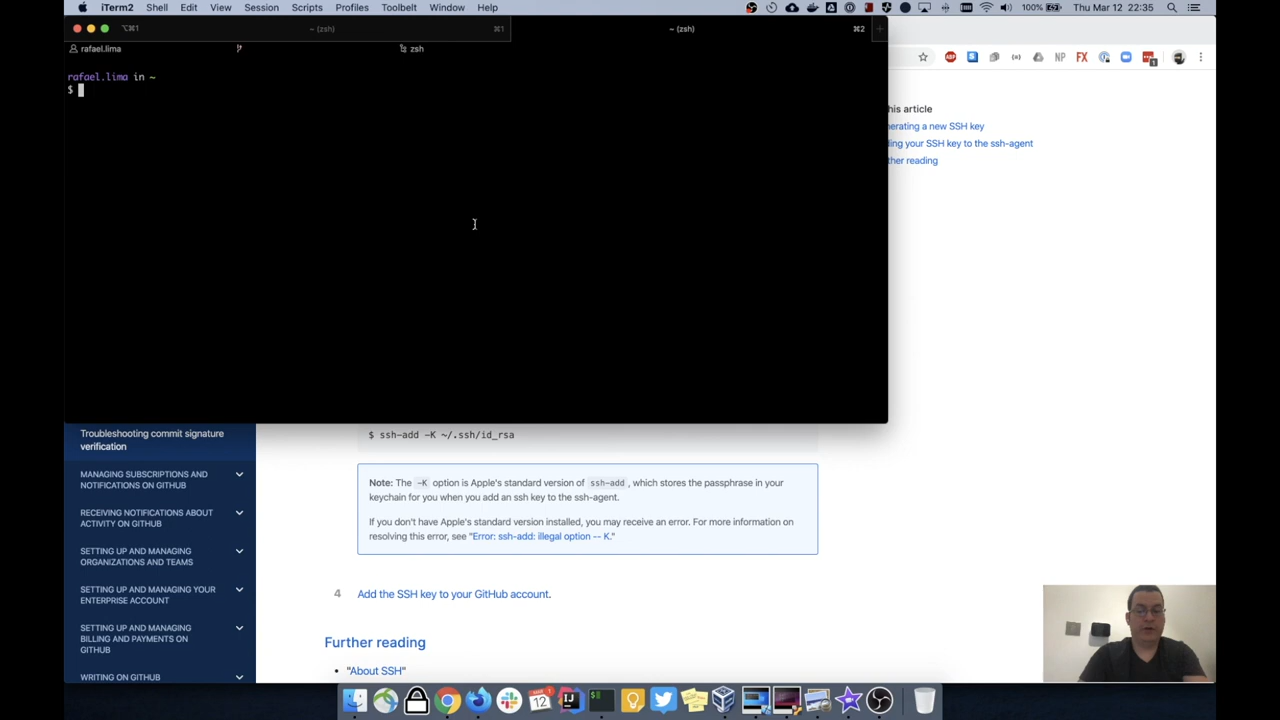 iTerm2 Shell Edit View Session Scripts Profiles Toolbelt Window Help
100% Thu Mar 12 22:35
⌥⌘1 ~ (zsh) ⌘1 ~ (zsh) ⌘2 +
rafael.lima zsh
NP FX 1
rafael.lima in ~
$
his article
erating a new SSH key
ing your SSH key to the ssh-agent
ther reading
$ ssh-add -K ~/.ssh/id_rsa
Note: The -K option is Apple's standard version of ssh-add, which stores the passphrase in your
keychain for you when you add an ssh key to the ssh-agent.
If you don't have Apple's standard version installed, you may receive an error. For more information on
resolving this error, see "Error: ssh-add: illegal option -- K."
4 Add the SSH key to your GitHub account.
Further reading
• "About SSH"
Troubleshooting commit signature
verification
MANAGING SUBSCRIPTIONS AND
NOTIFICATIONS ON GITHUB
RECEIVING NOTIFICATIONS ABOUT
ACTIVITY ON GITHUB
SETTING UP AND MANAGING
ORGANIZATIONS AND TEAMS
SETTING UP AND MANAGING YOUR
ENTERPRISE ACCOUNT
SETTING UP AND MANAGING
BILLING AND PAYMENTS ON
GITHUB
WRITING ON GITHUB
12